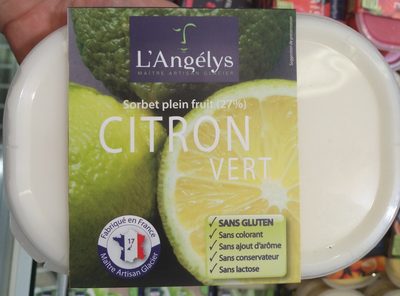 L'Angélys
MAÎTRE ARTISAN GLACIER
Sorbet plein fruit (27%)
CITRON
VERT
Fabriqué en France
17
Maître Artisan Glacier
✓ SANS GLUTEN
✓ Sans colorant
✓ Sans ajout d'arôme
✓ Sans conservateur
✓ Sans lactose